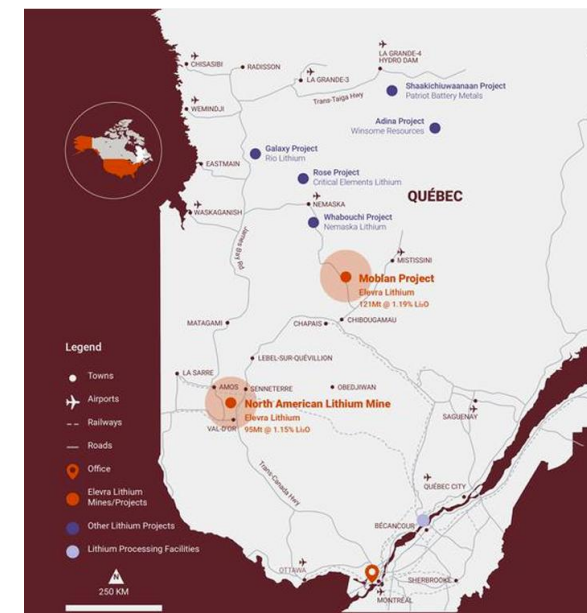 LA GRANDE-4
HYDRO DAM
CHISASIBI
RADISSON
LA GRANDE-3
Shaakichiuwaanaan Project
Patriot Battery Metals
Trans-Taiga Hwy
WEMINDJI
Adina Project
Winsome Resources
Galaxy Project
Rio Lithium
EASTMAIN
Rose Project
Critical Elements Lithium
QUÉBEC
NEMASKA
WASKAGANISH
Whabouchi Project
Nemaska Lithium
James Bay Rd
MISTISSINI
Moblan Project
Elevra Lithium
121Mt @ 1.19% Li₂O
MATAGAMI
CHAPAIS
CHIBOUGAMAU
Legend
LEBEL-SUR-QUÉVILLION
Towns
LA SARRE
AMOS
SENNETERRE
OBEDJIWAN
Airports
North American Lithium Mine
Elevra Lithium
95Mt @ 1.15% Li₂O
SAGUENAY
VAL-D'OR
Railways
Roads
Office
Trans-Canada Hwy
QUÉBEC CITY
Elevra Lithium
Mines/Projects
Other Lithium Projects
BÉCANCOUR
Lithium Processing Facilities
OTTAWA
N
250 KM
SHERBROOKE
MONTRÉAL